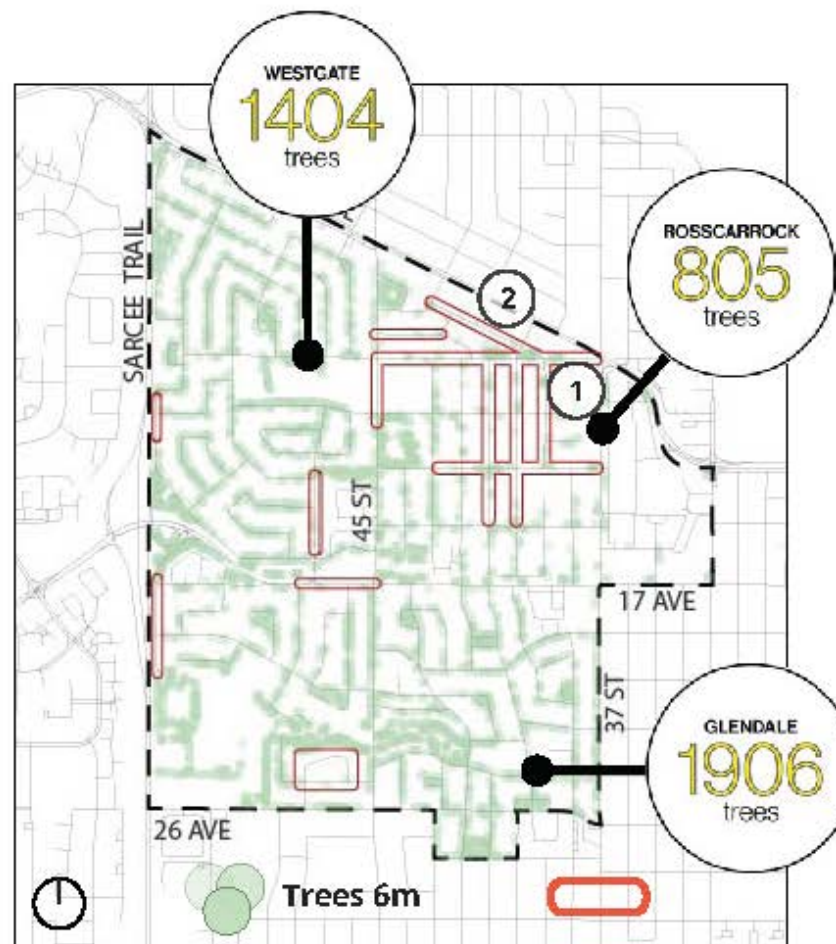 WESTGATE
1404
trees
ROSSCARROCK
805
trees
SARCEE TRAIL
2
1
45 ST
17 AVE
37 ST
GLENDALE
1906
trees
26 AVE
Trees 6m